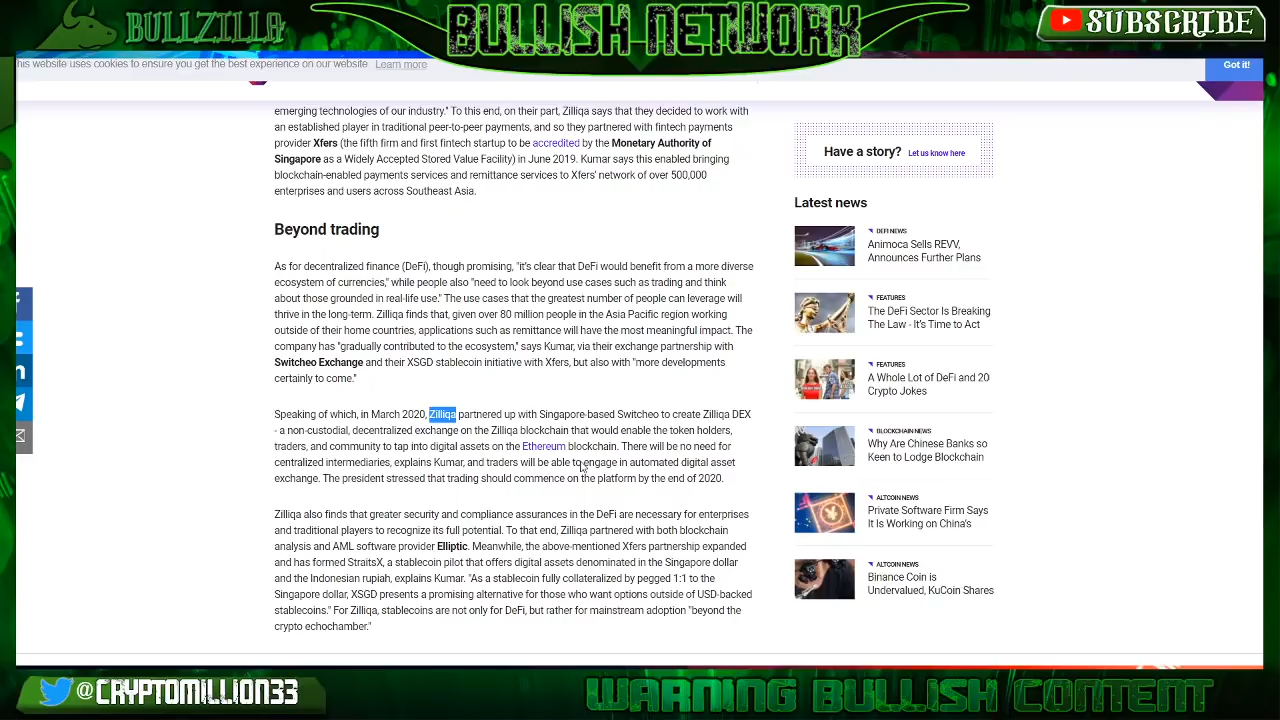 BULLZILLA
BULLISH NETWORK
SUBSCRIBE
his website uses cookies to ensure you get the best experience on our website Learn more
Got it!
emerging technologies of our industry." To this end, on their part, Zilliqa says that they decided to work with
an established player in traditional peer-to-peer payments, and so they partnered with fintech payments
provider Xfers (the fifth firm and first fintech startup to be accredited by the Monetary Authority of
Singapore as a Widely Accepted Stored Value Facility) in June 2019. Kumar says this enabled bringing
blockchain-enabled payments services and remittance services to Xfers' network of over 500,000
enterprises and users across Southeast Asia.
Beyond trading
As for decentralized finance (DeFi), though promising, "it's clear that DeFi would benefit from a more diverse
ecosystem of currencies," while people also "need to look beyond use cases such as trading and think
about those grounded in real-life use." The use cases that the greatest number of people can leverage will
thrive in the long-term. Zilliqa finds that, given over 80 million people in the Asia Pacific region working
outside of their home countries, applications such as remittance will have the most meaningful impact. The
company has "gradually contributed to the ecosystem," says Kumar, via their exchange partnership with
Switcheo Exchange and their XSGD stablecoin initiative with Xfers, but also with "more developments
certainly to come."
Speaking of which, in March 2020, Zilliqa partnered up with Singapore-based Switcheo to create Zilliqa DEX
- a non-custodial, decentralized exchange on the Zilliqa blockchain that would enable the token holders,
traders, and community to tap into digital assets on the Ethereum blockchain. There will be no need for
centralized intermediaries, explains Kumar, and traders will be able to engage in automated digital asset
exchange. The president stressed that trading should commence on the platform by the end of 2020.
Zilliqa also finds that greater security and compliance assurances in the DeFi are necessary for enterprises
and traditional players to recognize its full potential. To that end, Zilliqa partnered with both blockchain
analysis and AML software provider Elliptic. Meanwhile, the above-mentioned Xfers partnership expanded
and has formed StraitsX, a stablecoin pilot that offers digital assets denominated in the Singapore dollar
and the Indonesian rupiah, explains Kumar. "As a stablecoin fully collateralized by pegged 1:1 to the
Singapore dollar, XSGD presents a promising alternative for those who want options outside of USD-backed
stablecoins." For Zilliqa, stablecoins are not only for DeFi, but rather for mainstream adoption "beyond the
crypto echochamber."
Have a story? Let us know here
Latest news
DEFI NEWS
Animoca Sells REVV,
Announces Further Plans
FEATURES
The DeFi Sector Is Breaking
The Law - It's Time to Act
FEATURES
A Whole Lot of DeFi and 20
Crypto Jokes
BLOCKCHAIN NEWS
Why Are Chinese Banks so
Keen to Lodge Blockchain
ALTCOIN NEWS
Private Software Firm Says
It Is Working on China's
ALTCOIN NEWS
Binance Coin is
Undervalued, KuCoin Shares
@CRYPTOMILLION33
WARNING BULLISH CONTENT